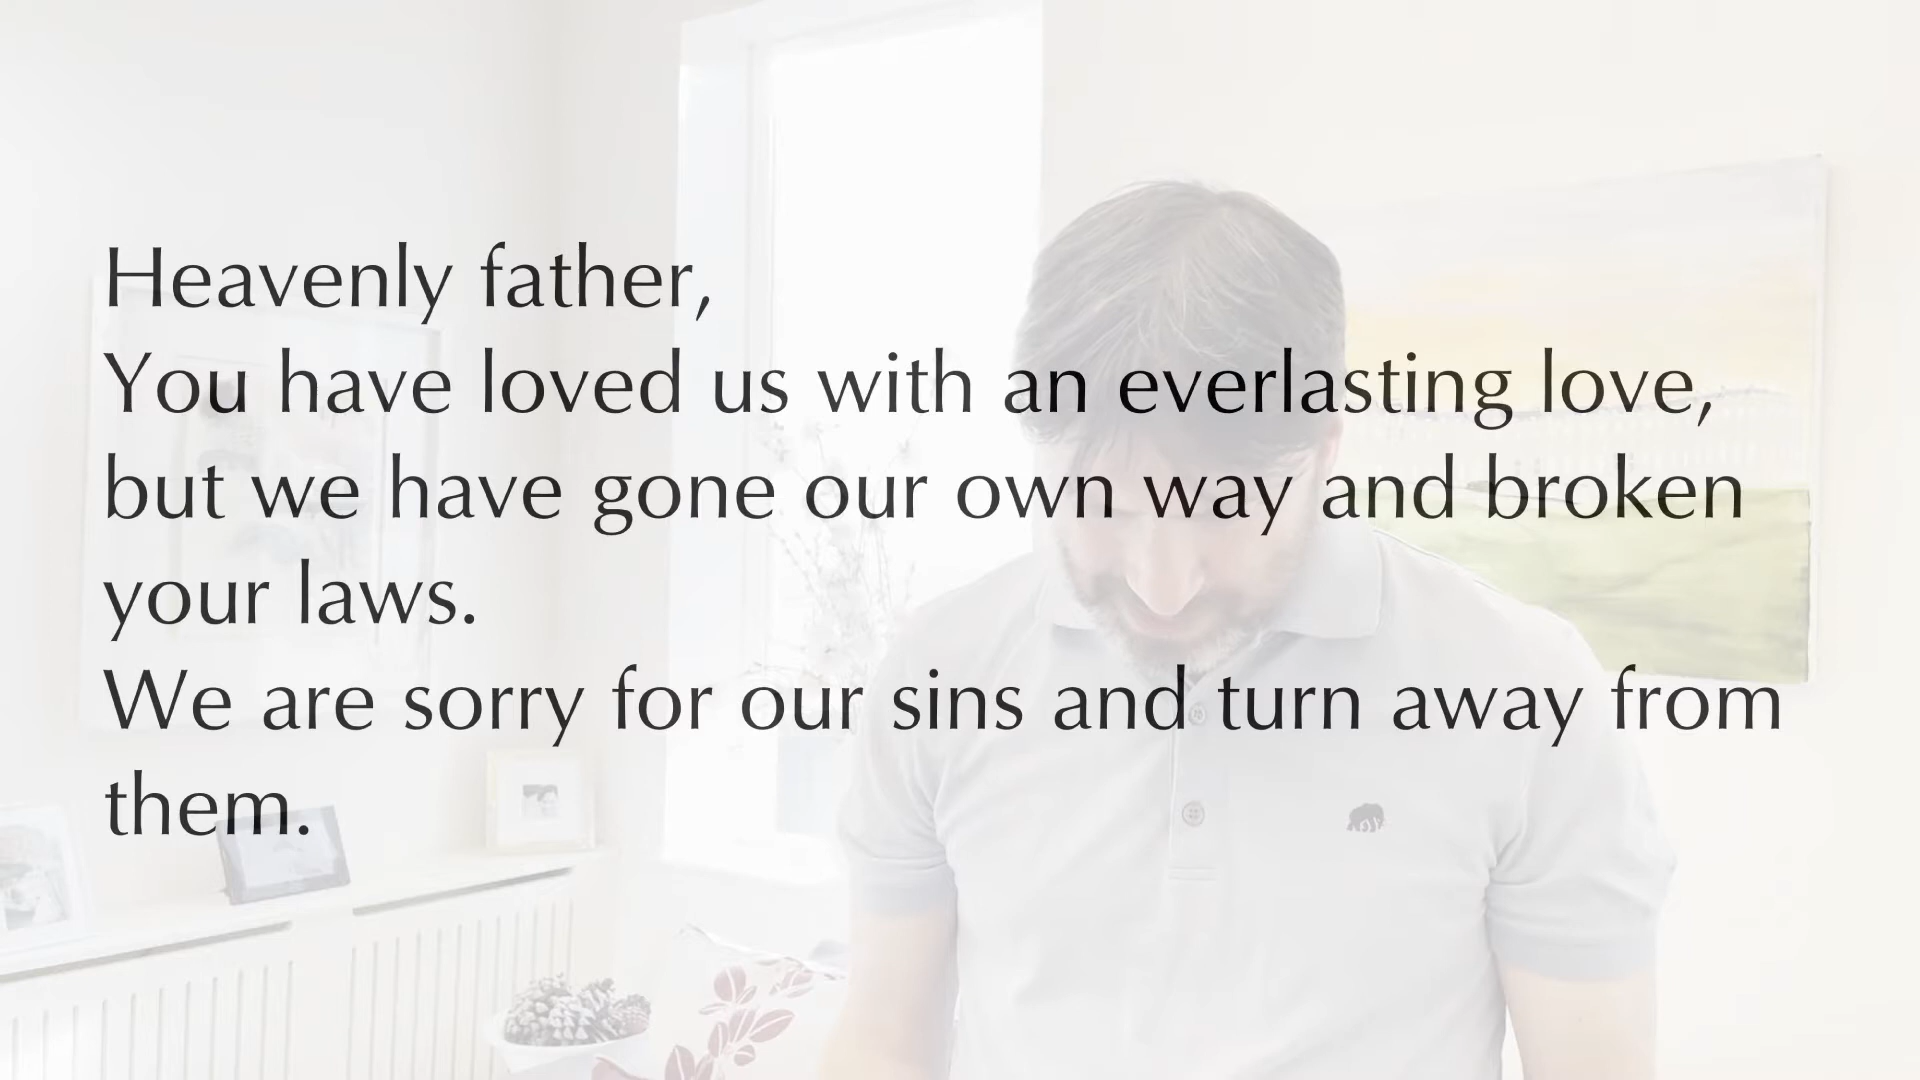 Heavenly father,
You have loved us with an everlasting love,
but we have gone our own way and broken
your laws.
We are sorry for our sins and turn away from
them.